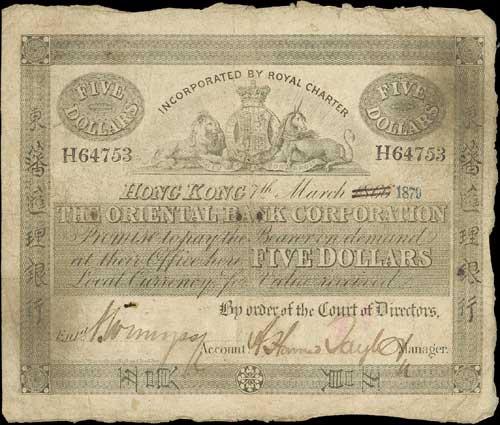 INCORPORATED BY ROYAL CHARTER
FIVE DOLLARS
FIVE DOLLARS
H64753
H64753
HONG KONG 7th March 1866 1879
THE ORIENTAL BANK CORPORATION
Promise to pay the Bearer on demand
at their Office here FIVE DOLLARS
Local Currency for Value received
By order of the Court of Directors.
Entd.
Account
Manager.
東藩匯理銀行
東藩匯理銀行